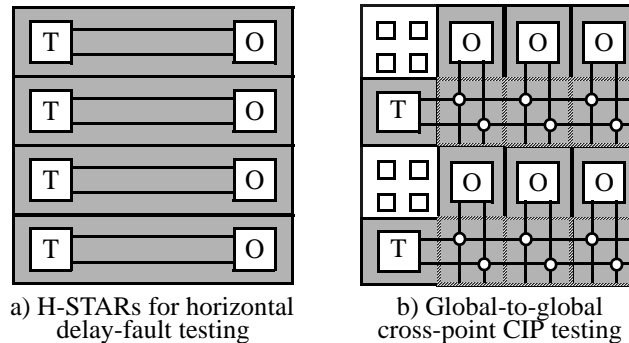 T O
T O
T O
T O
a) H-STARs for horizontal
delay-fault testing
O O O
T
O O O
T
b) Global-to-global
cross-point CIP testing